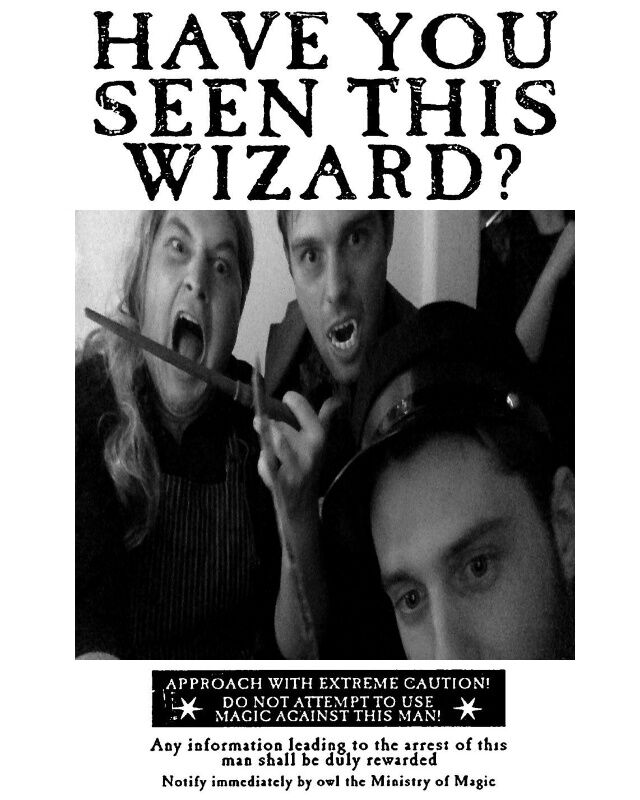 HAVE YOU
SEEN THIS
WIZARD?
APPROACH WITH EXTREME CAUTION!
DO NOT ATTEMPT TO USE
MAGIC AGAINST THIS MAN!
Any information leading to the arrest of this
man shall be duly rewarded
Notify immediately by owl the Ministry of Magic